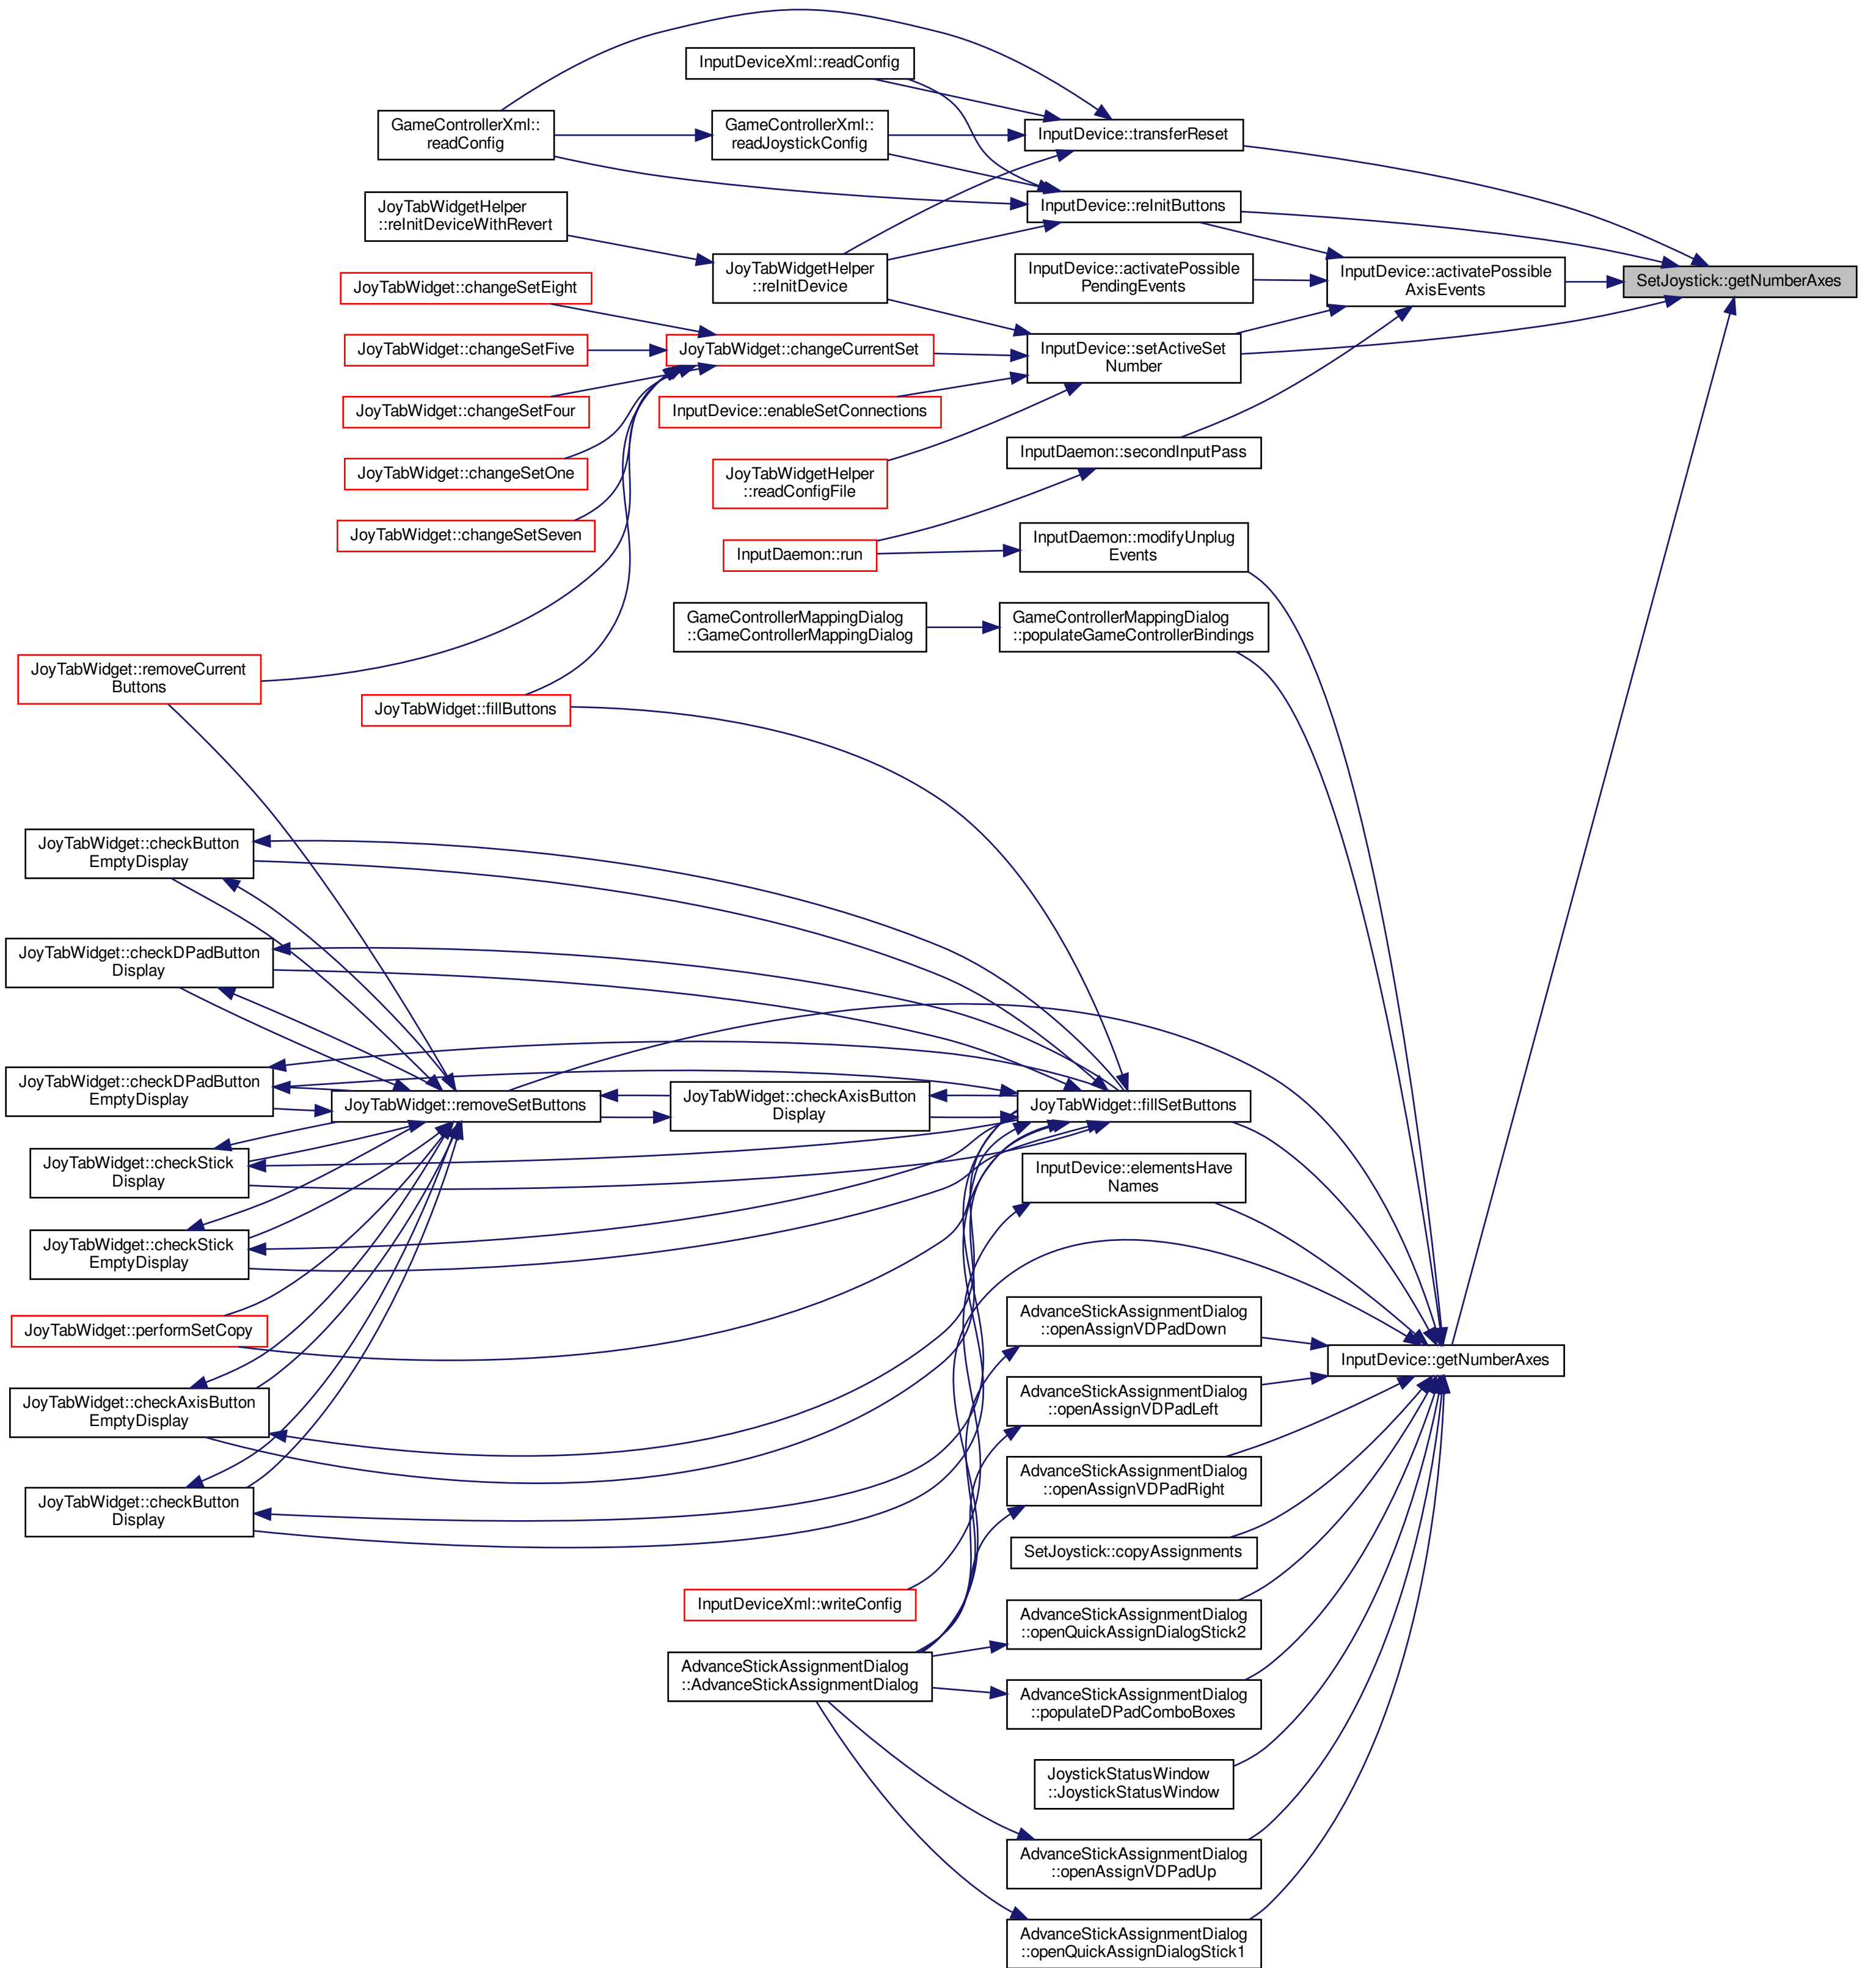 InputDeviceXml::readConfig
GameControllerXml::
readConfig
GameControllerXml::
readJoystickConfig
InputDevice::transferReset
JoyTabWidgetHelper
::reInitDeviceWithRevert
InputDevice::reInitButtons
JoyTabWidgetHelper
::reInitDevice
InputDevice::activatePossible
PendingEvents
InputDevice::activatePossible
AxisEvents
SetJoystick::getNumberAxes
JoyTabWidget::changeSetEight
JoyTabWidget::changeSetFive
JoyTabWidget::changeCurrentSet
InputDevice::setActiveSet
Number
JoyTabWidget::changeSetFour
InputDevice::enableSetConnections
JoyTabWidget::changeSetOne
JoyTabWidgetHelper
::readConfigFile
InputDaemon::secondInputPass
JoyTabWidget::changeSetSeven
InputDaemon::run
InputDaemon::modifyUnplug
Events
GameControllerMappingDialog
::GameControllerMappingDialog
GameControllerMappingDialog
::populateGameControllerBindings
JoyTabWidget::removeCurrent
Buttons
JoyTabWidget::fillButtons
JoyTabWidget::checkButton
EmptyDisplay
JoyTabWidget::checkDPadButton
Display
JoyTabWidget::checkDPadButton
EmptyDisplay
JoyTabWidget::removeSetButtons
JoyTabWidget::checkAxisButton
Display
JoyTabWidget::fillSetButtons
JoyTabWidget::checkStick
Display
InputDevice::elementsHave
Names
JoyTabWidget::checkStick
EmptyDisplay
JoyTabWidget::performSetCopy
AdvanceStickAssignmentDialog
::openAssignVDPadDown
InputDevice::getNumberAxes
JoyTabWidget::checkAxisButton
EmptyDisplay
AdvanceStickAssignmentDialog
::openAssignVDPadLeft
AdvanceStickAssignmentDialog
::openAssignVDPadRight
JoyTabWidget::checkButton
Display
SetJoystick::copyAssignments
InputDeviceXml::writeConfig
AdvanceStickAssignmentDialog
::openQuickAssignDialogStick2
AdvanceStickAssignmentDialog
::AdvanceStickAssignmentDialog
AdvanceStickAssignmentDialog
::populateDPadComboBoxes
JoystickStatusWindow
::JoystickStatusWindow
AdvanceStickAssignmentDialog
::openAssignVDPadUp
AdvanceStickAssignmentDialog
::openQuickAssignDialogStick1